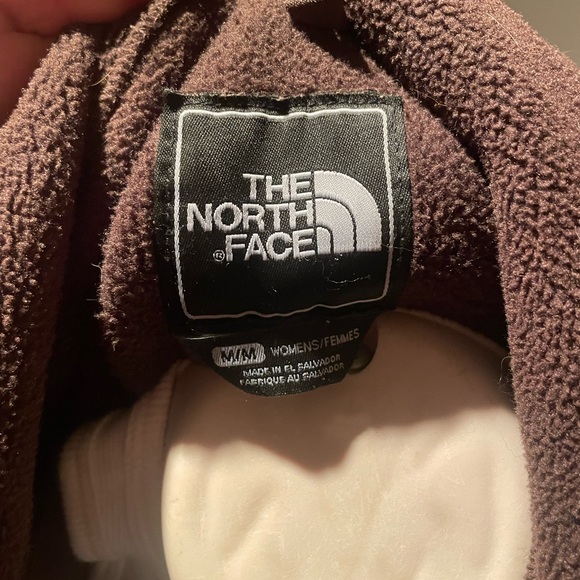 THE
NORTH
FACE
®
M/M WOMENS/FEMMES
MADE IN EL SALVADOR
FABRIQUE AU SALVADOR